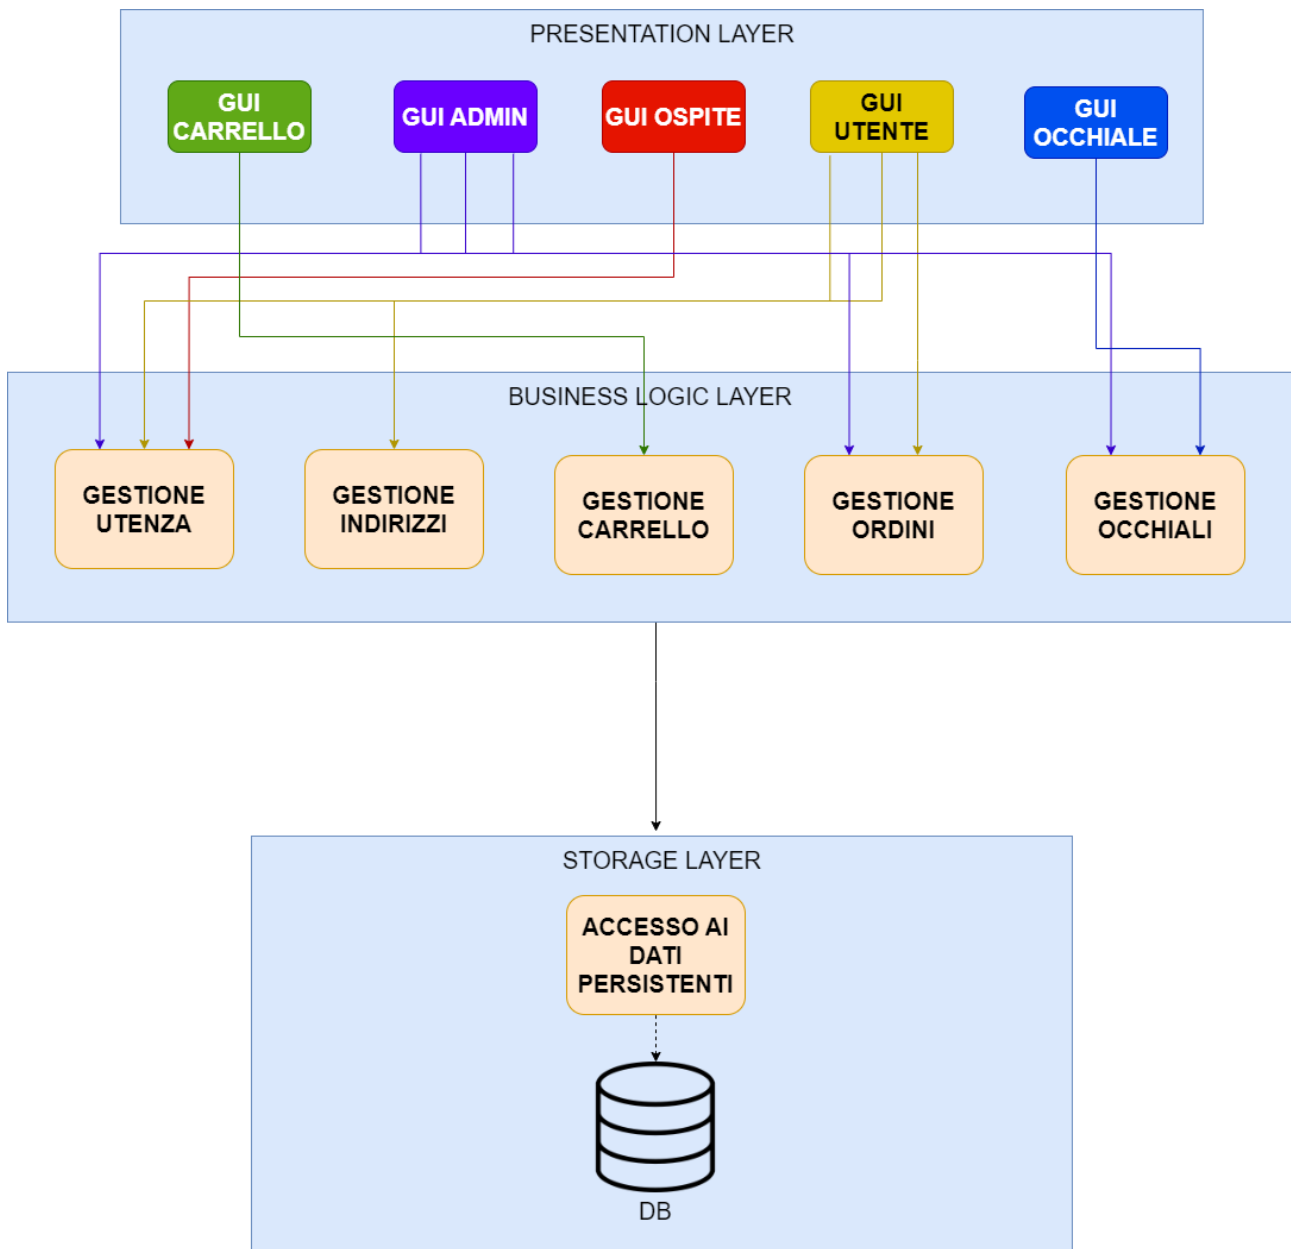 PRESENTATION LAYER
GUI
CARRELLO
GUI ADMIN
GUI OSPITE
GUI
UTENTE
GUI
OCCHIALE
BUSINESS LOGIC LAYER
GESTIONE
UTENZA
GESTIONE
INDIRIZZI
GESTIONE
CARRELLO
GESTIONE
ORDINI
GESTIONE
OCCHIALI
STORAGE LAYER
ACCESSO AI
DATI
PERSISTENTI
DB